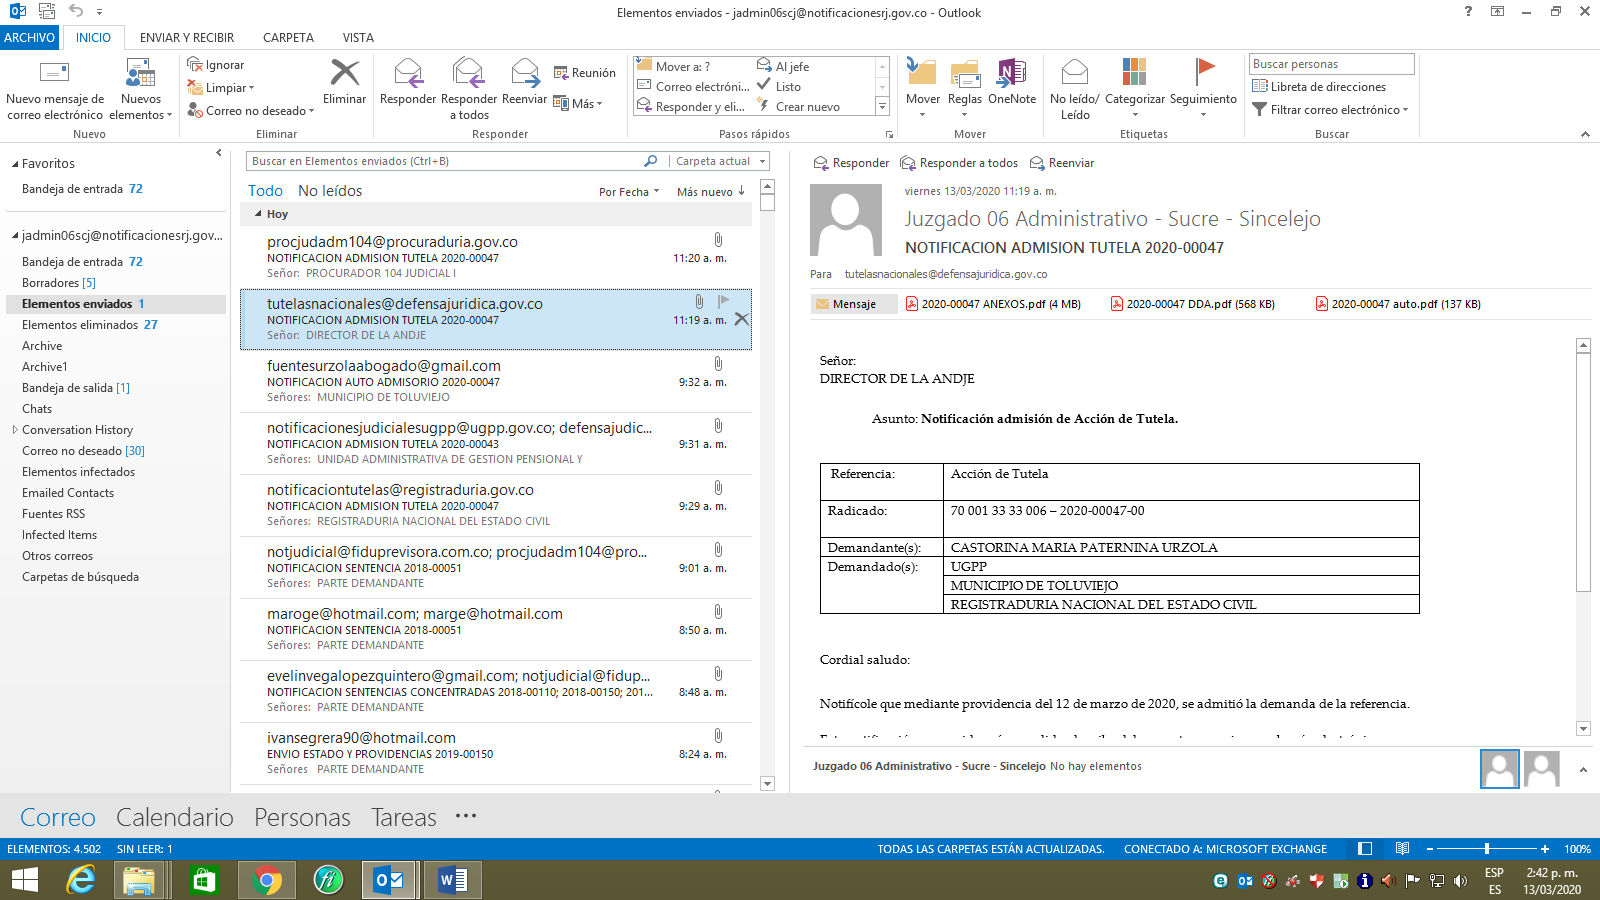 Elementos enviados - jadmin06scj@notificacionesrj.gov.co - Outlook
ARCHIVO INICIO ENVIAR Y RECIBIR CARPETA VISTA
Nuevo mensaje de correo electrónico
Nuevos elementos
Nuevo
Ignorar
Limpiar
Correo no deseado
Eliminar
Eliminar
Responder
Responder a todos
Reenviar
Reunión
Más
Responder
Mover a: ?
Correo electróni...
Responder y eli...
Al jefe
Listo
Crear nuevo
Pasos rápidos
Mover
Reglas
OneNote
Mover
No leído/ Leído
Categorizar
Seguimiento
Etiquetas
Buscar personas
Libreta de direcciones
Filtrar correo electrónico
Buscar
Favoritos
Bandeja de entrada 72
jadmin06scj@notificacionesrj.gov...
Bandeja de entrada 72
Borradores [5]
Elementos enviados 1
Elementos eliminados 27
Archive
Archive1
Bandeja de salida [1]
Chats
Conversation History
Correo no deseado [30]
Elementos infectados
Emailed Contacts
Fuentes RSS
Infected Items
Otros correos
Carpetas de búsqueda
Buscar en Elementos enviados (Ctrl+B) Carpeta actual
Todo No leídos Por Fecha Más nuevo
Hoy
procjudadm104@procuraduria.gov.co
NOTIFICACION ADMISION TUTELA 2020-00047 11:20 a. m.
Señor: PROCURADOR 104 JUDICIAL I
tutelasnacionales@defensajuridica.gov.co
NOTIFICACION ADMISION TUTELA 2020-00047 11:19 a. m.
Señor: DIRECTOR DE LA ANDJE
fuentesurzolaabogado@gmail.com
NOTIFICACION AUTO ADMISORIO 2020-00047 9:32 a. m.
Señores: MUNICIPIO DE TOLUVIEJO
notificacionesjudicialesugpp@ugpp.gov.co; defensajudic...
NOTIFICACION ADMISION TUTELA 2020-00043 9:31 a. m.
Señores: UNIDAD ADMINISTRATIVA DE GESTION PENSIONAL Y
notificaciontutelas@registraduria.gov.co
NOTIFICACION ADMISION TUTELA 2020-00047 9:29 a. m.
Señores: REGISTRADURIA NACIONAL DEL ESTADO CIVIL
notjudicial@fiduprevisora.com.co; procjudadm104@pro...
NOTIFICACION SENTENCIA 2018-00051 9:01 a. m.
Señores: PARTE DEMANDANTE
maroge@hotmail.com; marge@hotmail.com
NOTIFICACION SENTENCIA 2018-00051 8:50 a. m.
Señores: PARTE DEMANDANTE
evelinvegalopezquintero@gmail.com; notjudicial@fidup...
NOTIFICACION SENTENCIAS CONCENTRADAS 2018-00110; 2018-00150; 201... 8:48 a. m.
Señores: PARTE DEMANDANTE
ivansegrera90@hotmail.com
ENVIO ESTADO Y PROVIDENCIAS 2019-00150 8:24 a. m.
Señores PARTE DEMANDANTE
Responder Responder a todos Reenviar
viernes 13/03/2020 11:19 a. m.
Juzgado 06 Administrativo - Sucre - Sincelejo
NOTIFICACION ADMISION TUTELA 2020-00047
Para tutelasnacionales@defensajuridica.gov.co
Mensaje 2020-00047 ANEXOS.pdf (4 MB) 2020-00047 DDA.pdf (568 KB) 2020-00047 auto.pdf (137 KB)
Señor:
DIRECTOR DE LA ANDJE
Asunto: Notificación admisión de Acción de Tutela.
Referencia: Acción de Tutela
Radicado: 70 001 33 33 006 – 2020-00047-00
Demandante(s): CASTORINA MARIA PATERNINA URZOLA
Demandado(s): UGPP
MUNICIPIO DE TOLUVIEJO
REGISTRADURIA NACIONAL DEL ESTADO CIVIL
Cordial saludo:
Notifícole que mediante providencia del 12 de marzo de 2020, se admitió la demanda de la referencia.
Juzgado 06 Administrativo - Sucre - Sincelejo No hay elementos
Correo Calendario Personas Tareas
ELEMENTOS: 4.502 SIN LEER: 1 TODAS LAS CARPETAS ESTÁN ACTUALIZADAS. CONECTADO A: MICROSOFT EXCHANGE 100%
ESP 2:42 p. m.
ES 13/03/2020